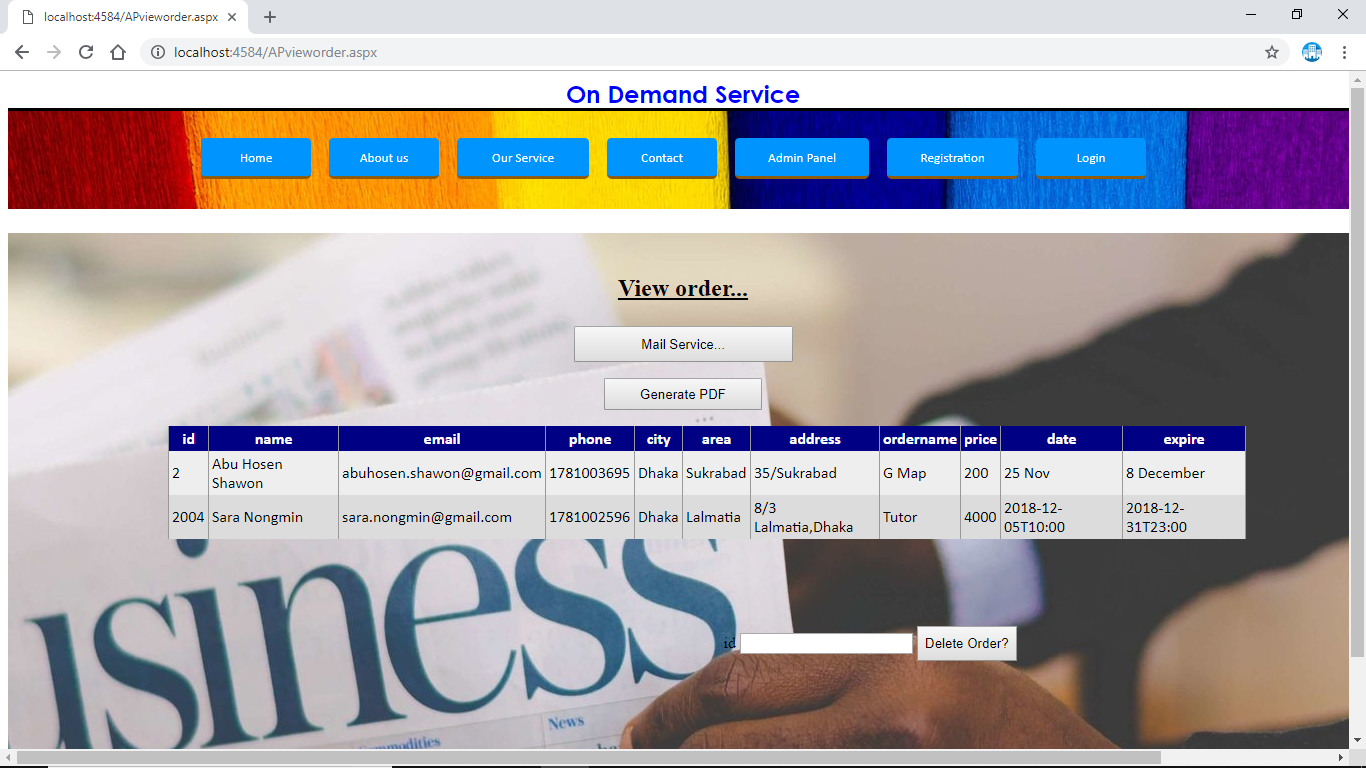 localhost:4584/APvieworder.aspx
localhost:4584/APvieworder.aspx
On Demand Service
Home About us Our Service Contact Admin Panel Registration Login
View order...
Mail Service...
Generate PDF
id name email phone city area address ordername price date expire
2 Abu Hosen Shawon abuhosen.shawon@gmail.com 1781003695 Dhaka Sukrabad 35/Sukrabad G Map 200 25 Nov 8 December
2004 Sara Nongmin sara.nongmin@gmail.com 1781002596 Dhaka Lalmatia 8/3 Lalmatia,Dhaka Tutor 4000 2018-12-05T10:00 2018-12-31T23:00
usiness
id Delete Order?
News
Commodities